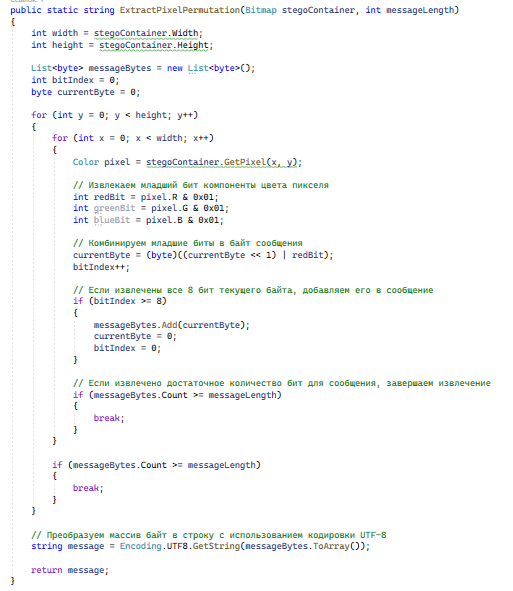 public static string ExtractPixelPermutation(Bitmap stegoContainer, int messageLength)
{
    int width = stegoContainer.Width;
    int height = stegoContainer.Height;

    List<byte> messageBytes = new List<byte>();
    int bitIndex = 0;
    byte currentByte = 0;

    for (int y = 0; y < height; y++)
    {
        for (int x = 0; x < width; x++)
        {
            Color pixel = stegoContainer.GetPixel(x, y);

            // Извлекаем младший бит компоненты цвета пикселя
            int redBit = pixel.R & 0x01;
            int greenBit = pixel.G & 0x01;
            int blueBit = pixel.B & 0x01;

            // Комбинируем младшие биты в байт сообщения
            currentByte = (byte)((currentByte << 1) | redBit);
            bitIndex++;

            // Если извлечены все 8 бит текущего байта, добавляем его в сообщение
            if (bitIndex >= 8)
            {
                messageBytes.Add(currentByte);
                currentByte = 0;
                bitIndex = 0;
            }

            // Если извлечено достаточное количество бит для сообщения, завершаем извлечение
            if (messageBytes.Count >= messageLength)
            {
                break;
            }
        }

        if (messageBytes.Count >= messageLength)
        {
            break;
        }
    }

    // Преобразуем массив байт в строку с использованием кодировки UTF-8
    string message = Encoding.UTF8.GetString(messageBytes.ToArray());

    return message;
}